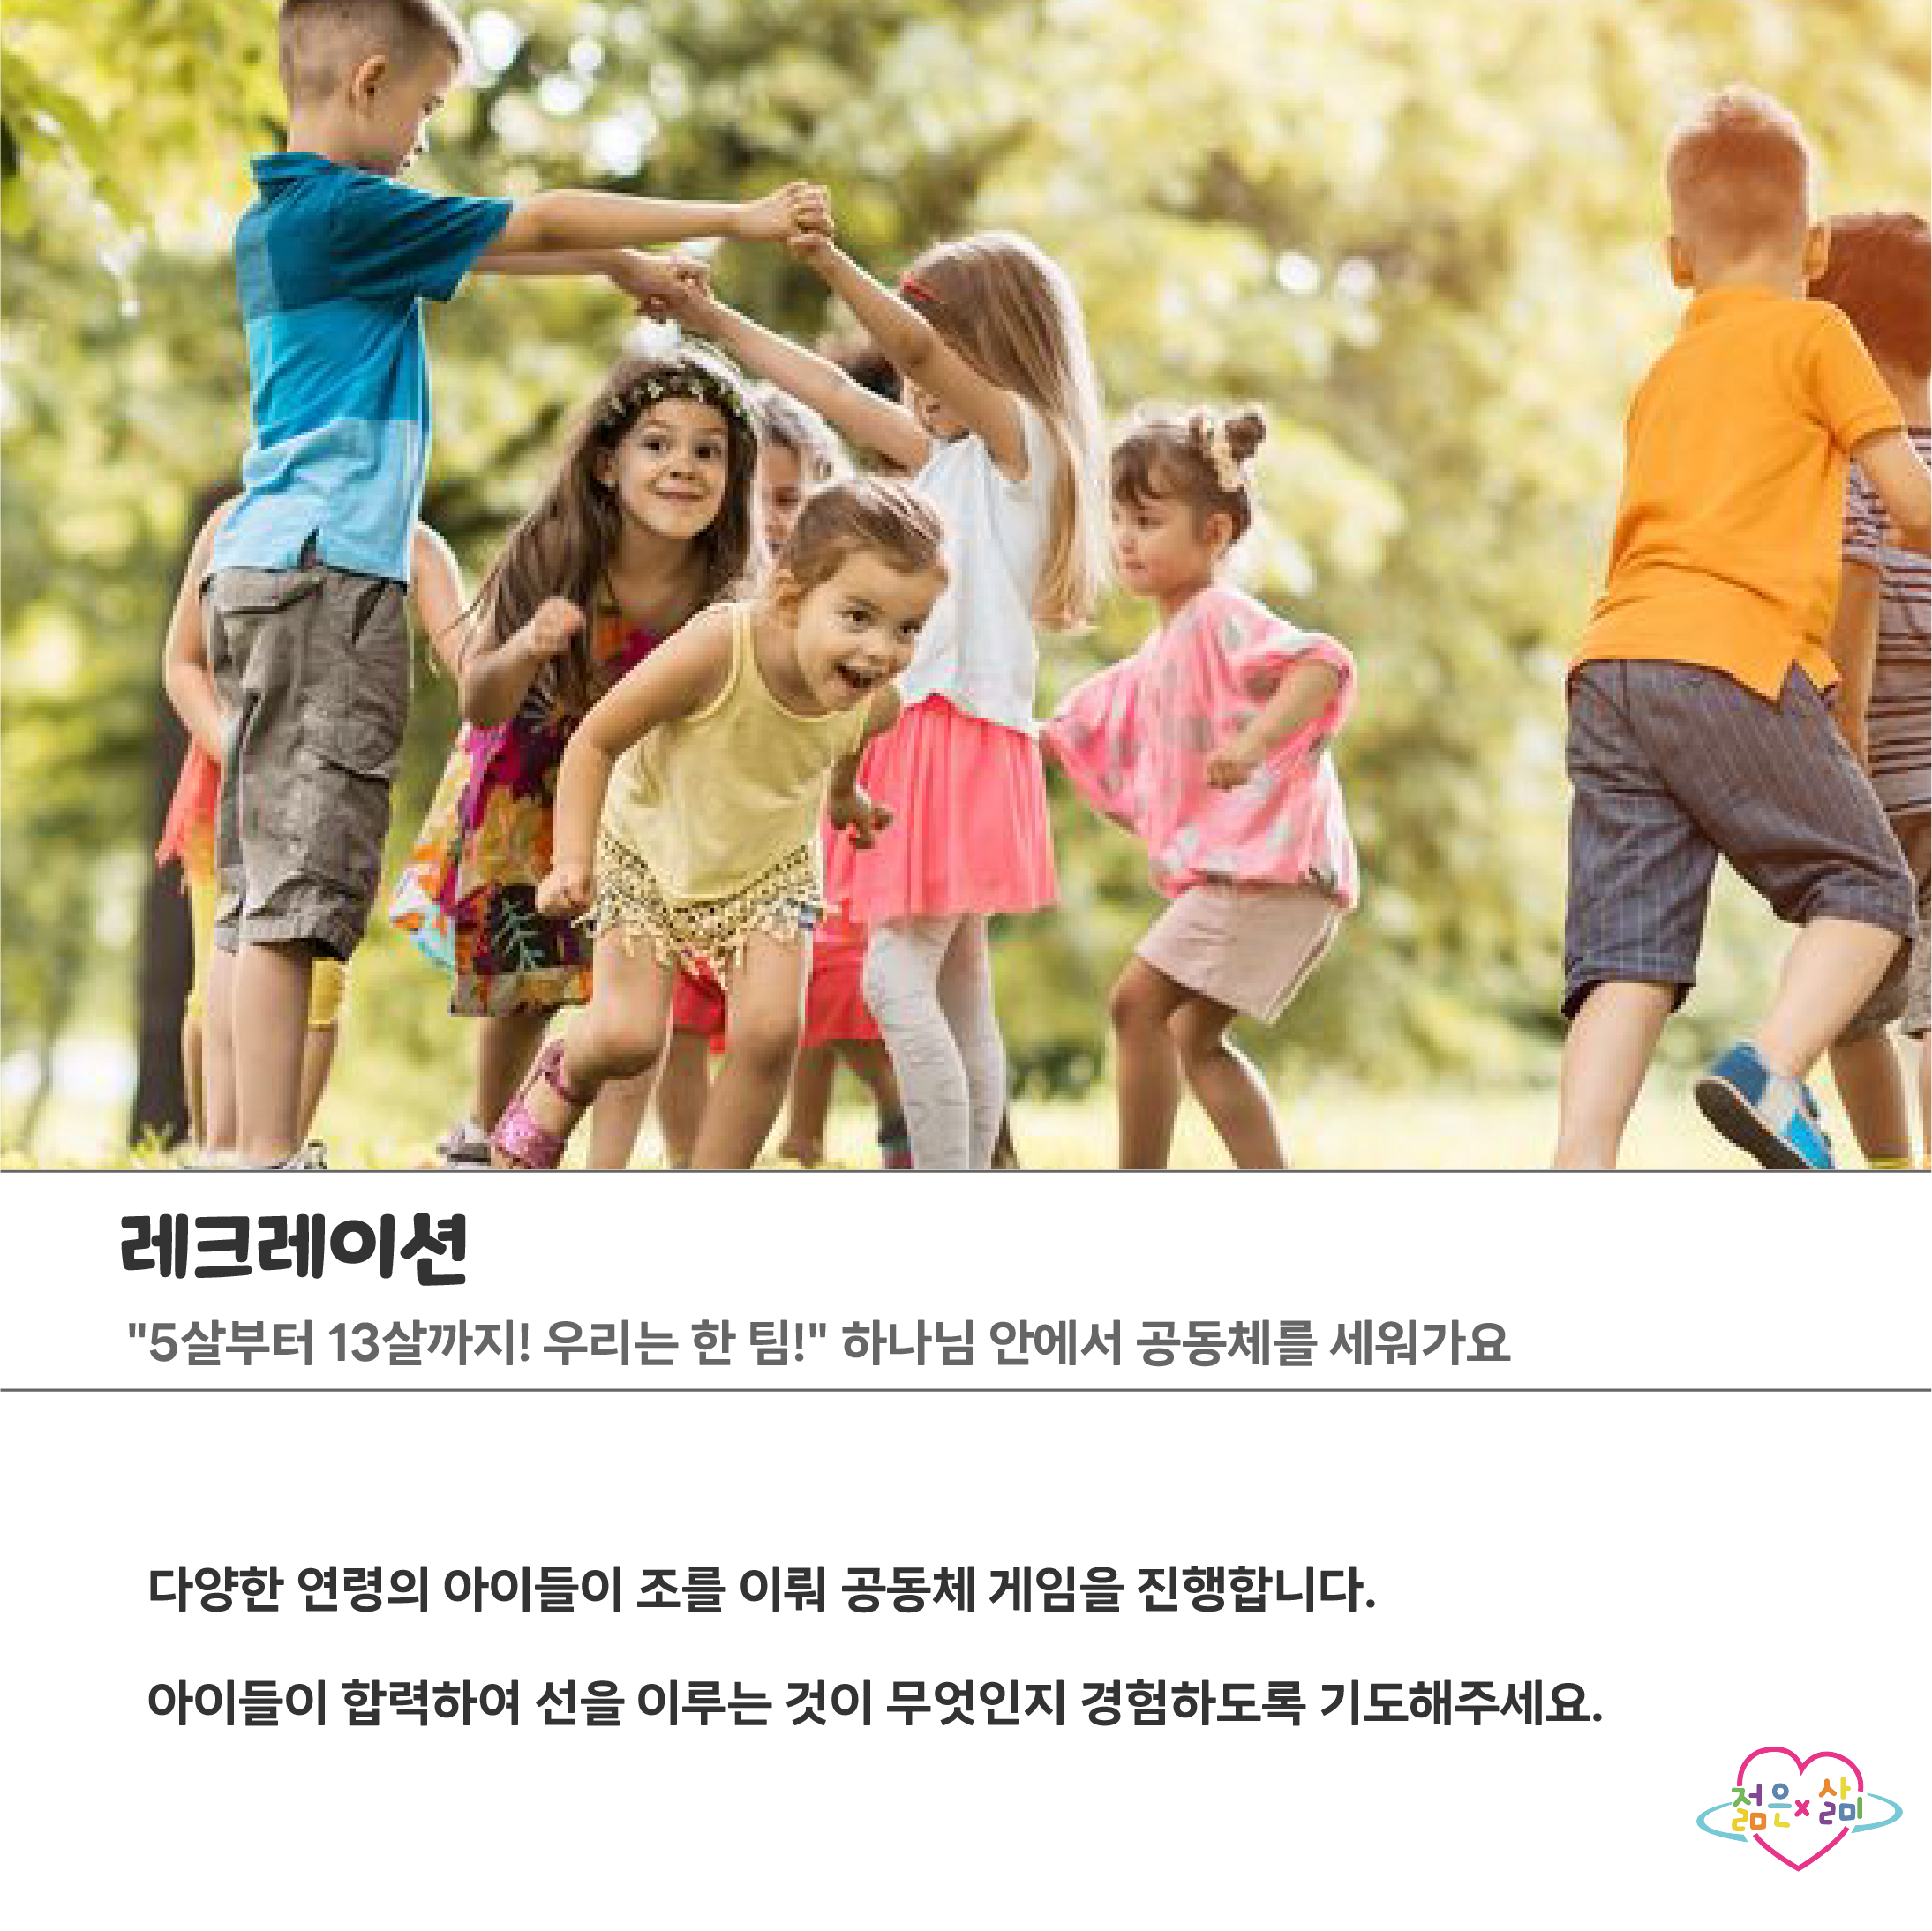 레크레이션
"5살부터 13살까지! 우리는 한 팀!" 하나님 안에서 공동체를 세워가요
다양한 연령의 아이들이 조를 이뤄 공동체 게임을 진행합니다.
아이들이 합력하여 선을 이루는 것이 무엇인지 경험하도록 기도해주세요.
젊은x삶